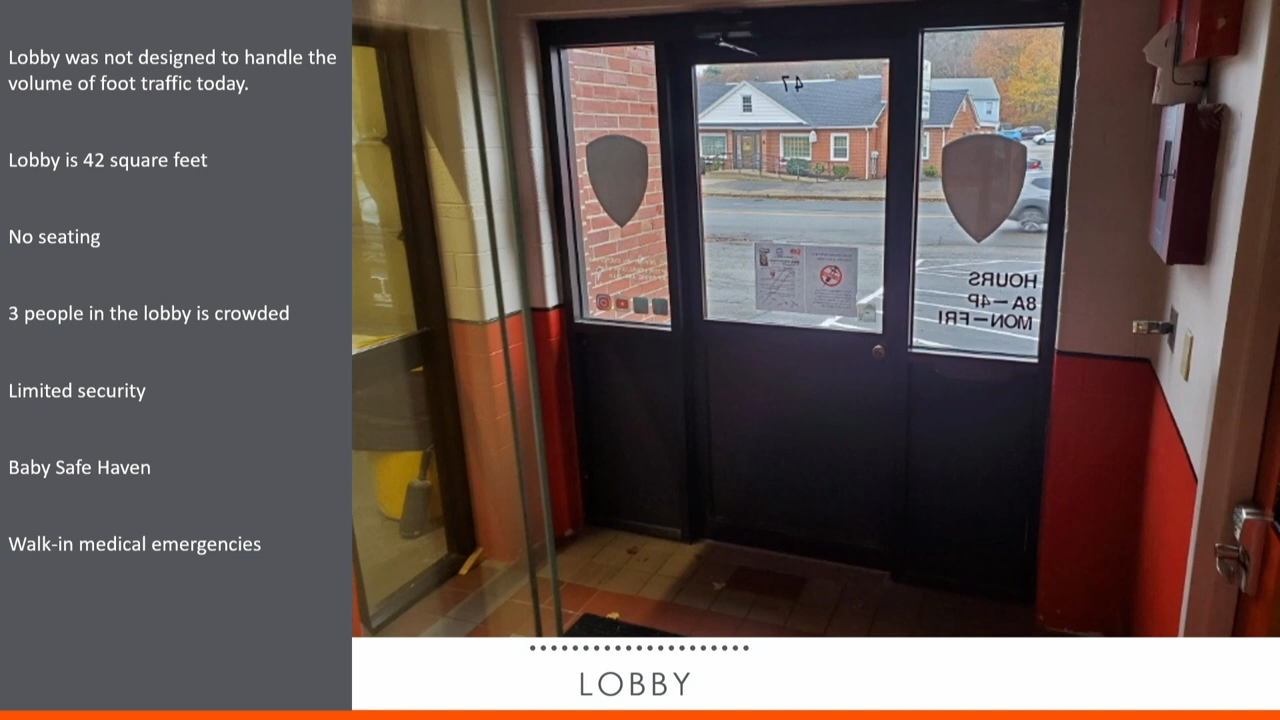 Lobby was not designed to handle the
volume of foot traffic today.
Lobby is 42 square feet
No seating
3 people in the lobby is crowded
Limited security
Baby Safe Haven
Walk-in medical emergencies
47
HOURS
8A-4P
MON-FRI
LOBBY